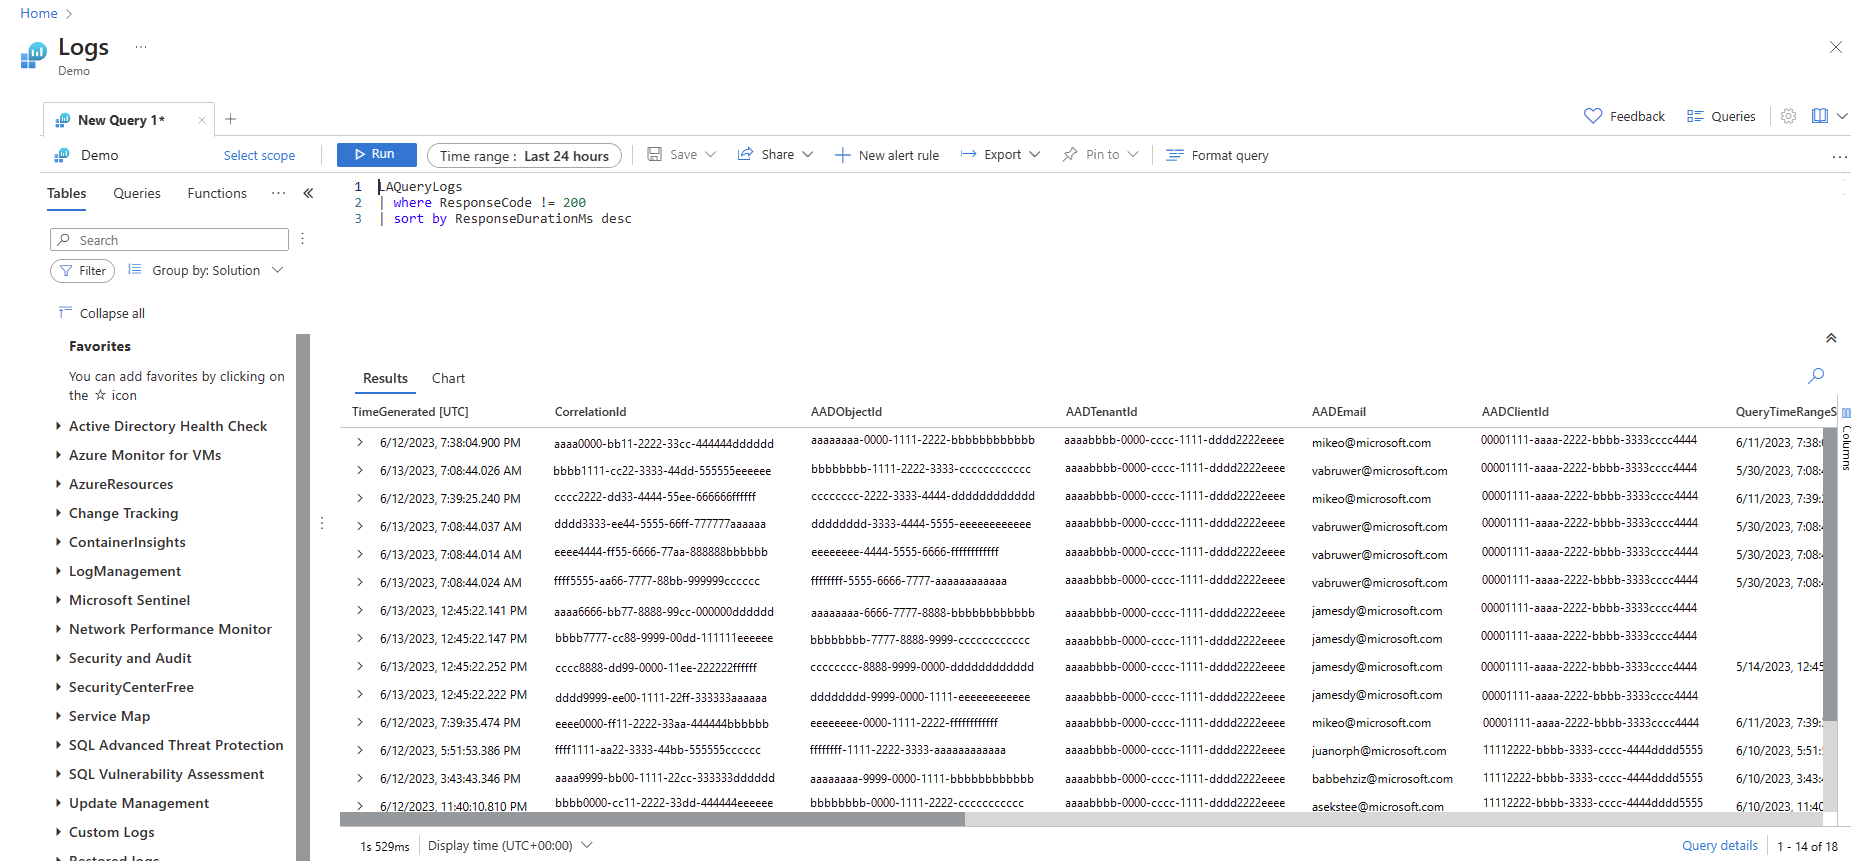 Home
Logs ...
Demo
New Query 1*
Feedback Queries
Demo Select scope Run Time range : Last 24 hours Save Share New alert rule Export Pin to Format query
Tables Queries Functions
1 LAQueryLogs
2 | where ResponseCode != 200
3 | sort by ResponseDurationMs desc
Search
Filter Group by: Solution
Collapse all
Favorites
You can add favorites by clicking on
the ☆ icon
Active Directory Health Check
Azure Monitor for VMs
AzureResources
Change Tracking
ContainerInsights
LogManagement
Microsoft Sentinel
Network Performance Monitor
Security and Audit
SecurityCenterFree
Service Map
SQL Advanced Threat Protection
SQL Vulnerability Assessment
Update Management
Custom Logs
Restored logs
Results Chart
TimeGenerated [UTC] CorrelationId AADObjectId AADTenantId AADEmail AADClientId QueryTimeRangeS
6/12/2023, 7:38:04.900 PM aaaa0000-bb11-2222-33cc-444444dddddd aaaaaaaa-0000-1111-2222-bbbbbbbbbbbb aaaabbbb-0000-cccc-1111-dddd2222eeee mikeo@microsoft.com 00001111-aaaa-2222-bbbb-3333cccc4444 6/11/2023, 7:38:0
6/13/2023, 7:08:44.026 AM bbbb1111-cc22-3333-44dd-555555eeeeee bbbbbbbb-1111-2222-3333-cccccccccccc aaaabbbb-0000-cccc-1111-dddd2222eeee vabruwer@microsoft.com 00001111-aaaa-2222-bbbb-3333cccc4444 5/30/2023, 7:08:4
6/12/2023, 7:39:25.240 PM cccc2222-dd33-4444-55ee-666666ffffff cccccccc-2222-3333-4444-dddddddddddd aaaabbbb-0000-cccc-1111-dddd2222eeee mikeo@microsoft.com 00001111-aaaa-2222-bbbb-3333cccc4444 6/11/2023, 7:39:2
6/13/2023, 7:08:44.037 AM dddd3333-ee44-5555-66ff-777777aaaaaa dddddddd-3333-4444-5555-eeeeeeeeeeee aaaabbbb-0000-cccc-1111-dddd2222eeee vabruwer@microsoft.com 00001111-aaaa-2222-bbbb-3333cccc4444 5/30/2023, 7:08:4
6/13/2023, 7:08:44.014 AM eeee4444-ff55-6666-77aa-888888bbbbbb eeeeeeee-4444-5555-6666-ffffffffffff aaaabbbb-0000-cccc-1111-dddd2222eeee vabruwer@microsoft.com 00001111-aaaa-2222-bbbb-3333cccc4444 5/30/2023, 7:08:4
6/13/2023, 7:08:44.024 AM ffff5555-aa66-7777-88bb-999999cccccc ffffffff-5555-6666-7777-aaaaaaaaaaaa aaaabbbb-0000-cccc-1111-dddd2222eeee vabruwer@microsoft.com 00001111-aaaa-2222-bbbb-3333cccc4444 5/30/2023, 7:08:4
6/13/2023, 12:45:22.141 PM aaaa6666-bb77-8888-99cc-000000dddddd aaaaaaaa-6666-7777-8888-bbbbbbbbbbbb aaaabbbb-0000-cccc-1111-dddd2222eeee jamesdy@microsoft.com 00001111-aaaa-2222-bbbb-3333cccc4444
6/13/2023, 12:45:22.147 PM bbbb7777-cc88-9999-00dd-111111eeeeee bbbbbbbb-7777-8888-9999-cccccccccccc aaaabbbb-0000-cccc-1111-dddd2222eeee jamesdy@microsoft.com 00001111-aaaa-2222-bbbb-3333cccc4444
6/13/2023, 12:45:22.252 PM cccc8888-dd99-0000-11ee-222222ffffff cccccccc-8888-9999-0000-dddddddddddd aaaabbbb-0000-cccc-1111-dddd2222eeee jamesdy@microsoft.com 00001111-aaaa-2222-bbbb-3333cccc4444 5/14/2023, 12:45
6/13/2023, 12:45:22.222 PM dddd9999-ee00-1111-22ff-333333aaaaaa dddddddd-9999-0000-1111-eeeeeeeeeeee aaaabbbb-0000-cccc-1111-dddd2222eeee jamesdy@microsoft.com 00001111-aaaa-2222-bbbb-3333cccc4444
6/12/2023, 7:39:35.474 PM eeee0000-ff11-2222-33aa-444444bbbbbb eeeeeeee-0000-1111-2222-ffffffffffff aaaabbbb-0000-cccc-1111-dddd2222eeee mikeo@microsoft.com 00001111-aaaa-2222-bbbb-3333cccc4444 6/11/2023, 7:39:
6/12/2023, 5:51:53.386 PM ffff1111-aa22-3333-44bb-555555cccccc ffffffff-1111-2222-3333-aaaaaaaaaaaa aaaabbbb-0000-cccc-1111-dddd2222eeee juanorph@microsoft.com 11112222-bbbb-3333-cccc-4444dddd5555 6/10/2023, 5:51:5
6/12/2023, 3:43:43.346 PM aaaa9999-bb00-1111-22cc-333333dddddd aaaaaaaa-9999-0000-1111-bbbbbbbbbbbb aaaabbbb-0000-cccc-1111-dddd2222eeee babbehziz@microsoft.com 11112222-bbbb-3333-cccc-4444dddd5555 6/10/2023, 3:43:4
6/12/2023, 11:40:10.810 PM bbbb0000-cc11-2222-33dd-444444eeeeee bbbbbbbb-0000-1111-2222-cccccccccccc aaaabbbb-0000-cccc-1111-dddd2222eeee asekstee@microsoft.com 11112222-bbbb-3333-cccc-4444dddd5555 6/10/2023, 11:40
Columns
1s 529ms Display time (UTC+00:00) Query details 1 - 14 of 18